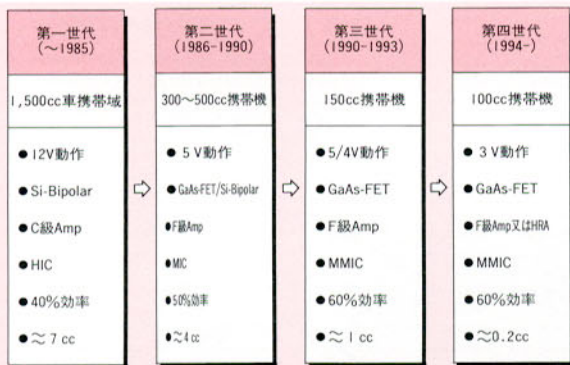 第一世代
(～1985)
1,500cc車携帯域
●12V動作
●Si-Bipolar
●C級Amp
●HIC
●40%効率
●≈7cc
⇨
第二世代
(1986-1990)
300～500cc携帯機
●5V動作
●GaAs-FET/Si-Bipolar
●F級Amp
●MIC
●50%効率
●≈4cc
⇨
第三世代
(1990-1993)
150cc携帯機
●5/4V動作
●GaAs-FET
●F級Amp
●MMIC
●60%効率
●≈1cc
⇨
第四世代
(1994-)
100cc携帯機
●3V動作
●GaAs-FET
●F級Amp又はHRA
●MMIC
●60%効率
●≈0.2cc